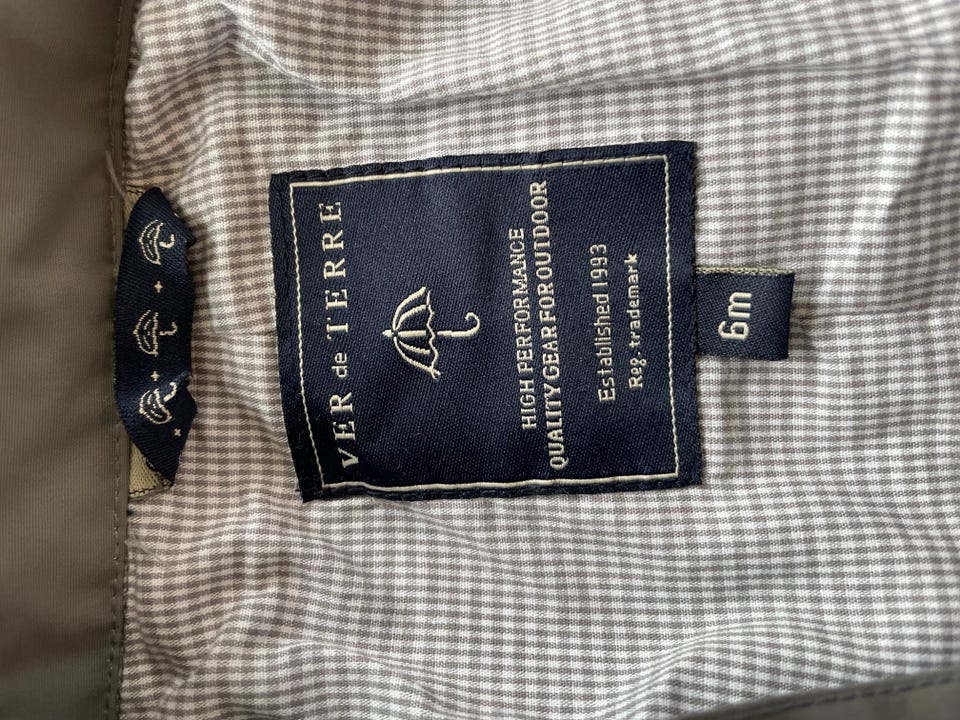 VER de TERRE
HIGH PERFORMANCE
QUALITY GEAR FOR OUTDOOR
Established 1993
Reg. trademark
6m